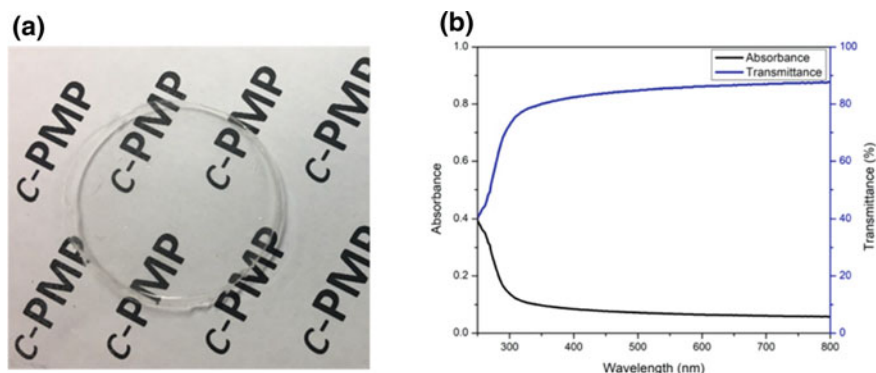 (a)
c-PMP
c-PMP
c-PMP
c-PMP
c-PMP
c-PMP
c-PMP
c-PMP
(b)
Absorbance
Transmittance
1.0
0.8
0.6
0.4
0.2
0.0
Absorbance
100
80
60
40
20
0
Transmittance (%)
300 400 500 600 700 800
Wavelength (nm)